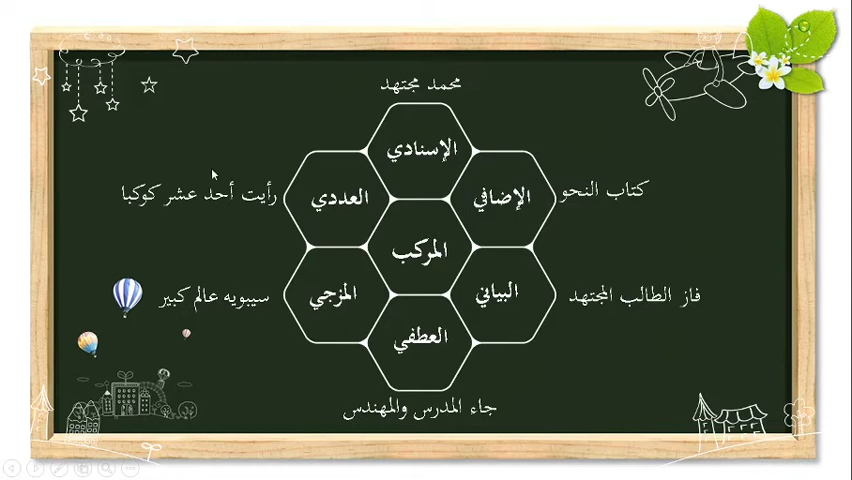 محمد مجتهد
الإسنادي
كتاب النحو
الإضافي
العددي
رأيت أحد عشر كوكبا
المركب
فاز الطالب المجتهد
البياني
المزجي
سيبويه عالم كبير
العطفي
جاء المدرس والمهندس